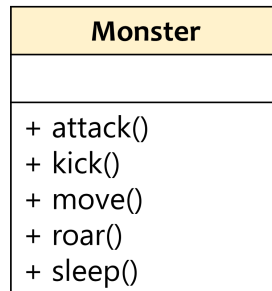 Monster
+ attack()
+ kick()
+ move()
+ roar()
+ sleep()